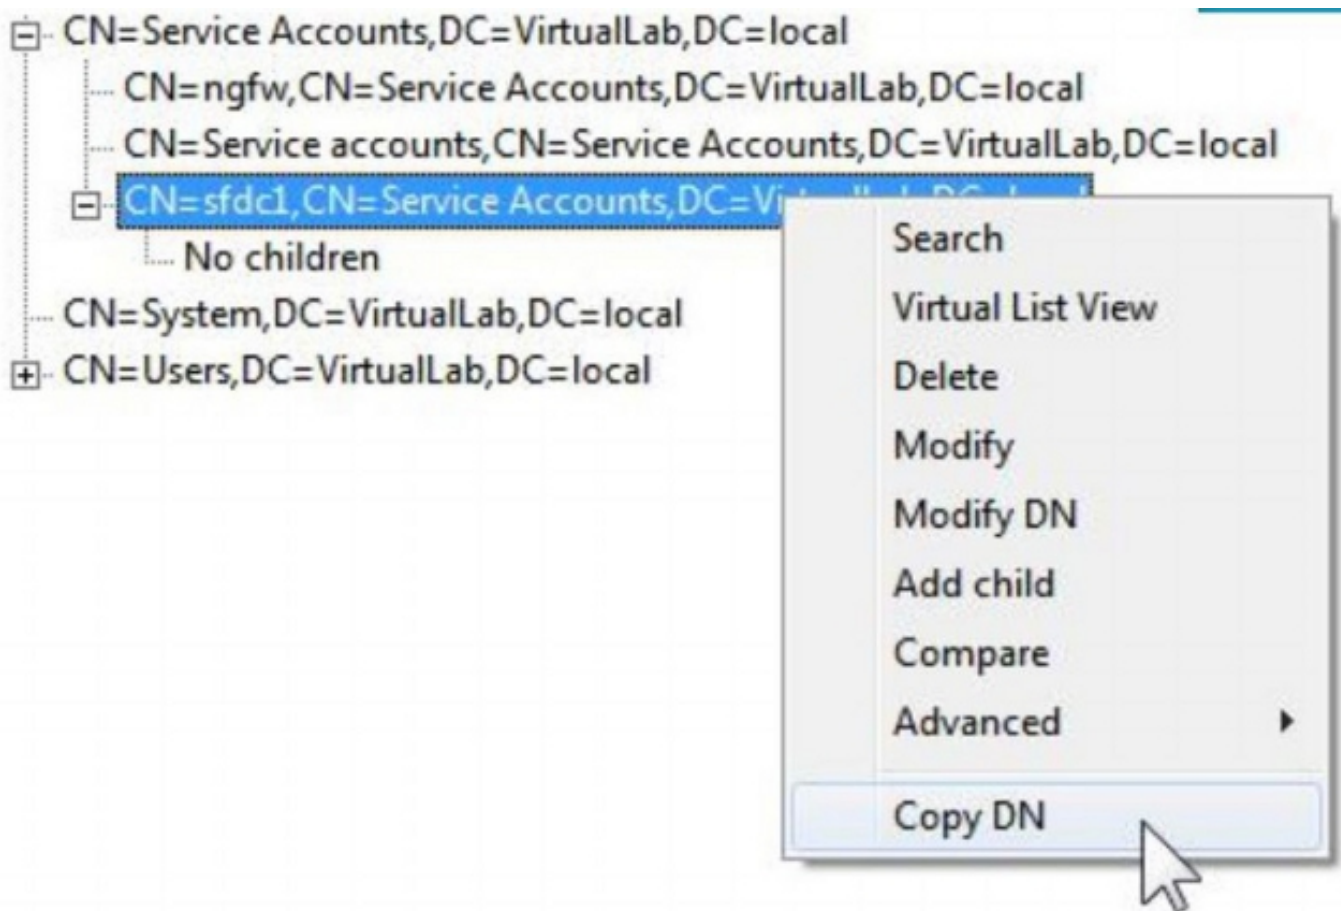 CN=Service Accounts,DC=VirtualLab,DC=local
CN=ngfw,CN=Service Accounts,DC=VirtualLab,DC=local
CN=Service accounts,CN=Service Accounts,DC=VirtualLab,DC=local
CN=sfdc1,CN=Service Accounts,DC=VirtualLab,DC=local
No children
CN=System,DC=VirtualLab,DC=local
CN=Users,DC=VirtualLab,DC=local
Search
Virtual List View
Delete
Modify
Modify DN
Add child
Compare
Advanced
Copy DN